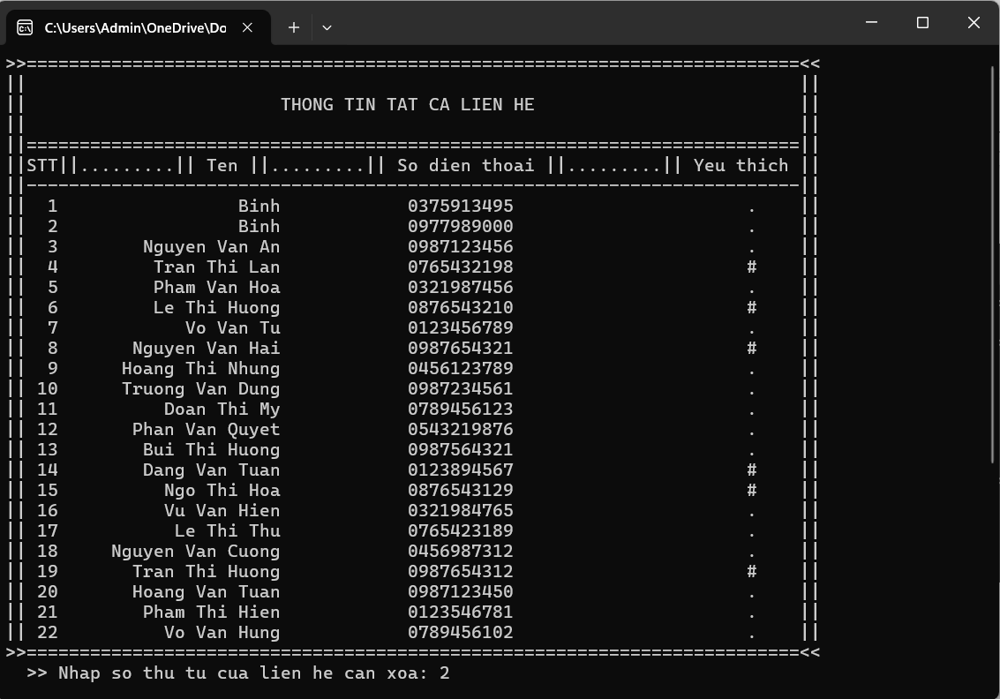 C:\Users\Admin\OneDrive\Do
>>=========================================================================<<
|| ||
|| THONG TIN TAT CA LIEN HE ||
|| ||
||=========================================================================||
||STT||.........|| Ten ||.........|| So dien thoai ||.........|| Yeu thich ||
||-------------------------------------------------------------------------||
|| 1 Binh 0375913495 . ||
|| 2 Binh 0977989000 . ||
|| 3 Nguyen Van An 0987123456 . ||
|| 4 Tran Thi Lan 0765432198 # ||
|| 5 Pham Van Hoa 0321987456 . ||
|| 6 Le Thi Huong 0876543210 # ||
|| 7 Vo Van Tu 0123456789 . ||
|| 8 Nguyen Van Hai 0987654321 # ||
|| 9 Hoang Thi Nhung 0456123789 . ||
|| 10 Truong Van Dung 0987234561 . ||
|| 11 Doan Thi My 0789456123 . ||
|| 12 Phan Van Quyet 0543219876 . ||
|| 13 Bui Thi Huong 0987564321 . ||
|| 14 Dang Van Tuan 0123894567 # ||
|| 15 Ngo Thi Hoa 0876543129 # ||
|| 16 Vu Van Hien 0321984765 . ||
|| 17 Le Thi Thu 0765423189 . ||
|| 18 Nguyen Van Cuong 0456987312 . ||
|| 19 Tran Thi Huong 0987654312 # ||
|| 20 Hoang Van Tuan 0987123450 . ||
|| 21 Pham Thi Hien 0123546781 . ||
|| 22 Vo Van Hung 0789456102 . ||
>>=========================================================================<<
>> Nhap so thu tu cua lien he can xoa: 2